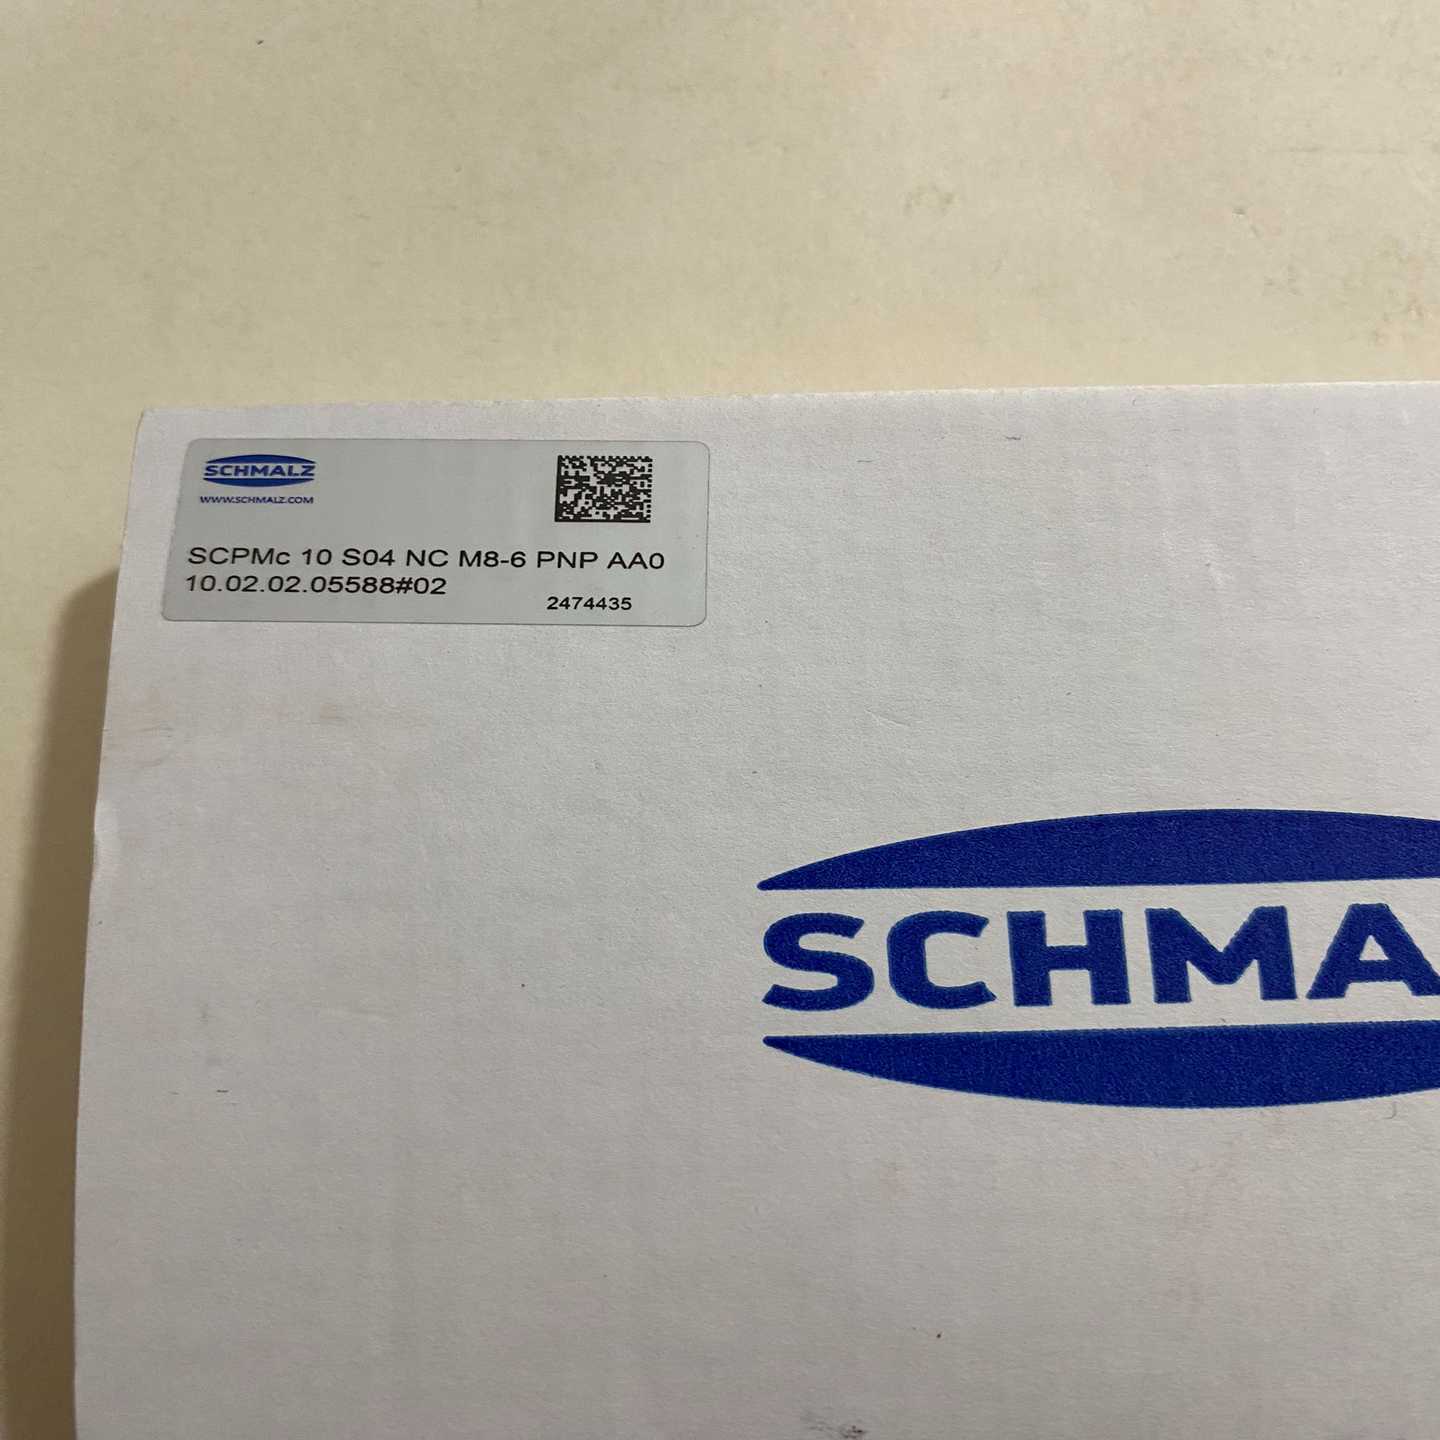 SCHMALZ
WWW.SCHMALZ.COM
SCPMc 10 S04 NC M8-6 PNP AA0
10.02.02.05588#02
2474435
SCHMA